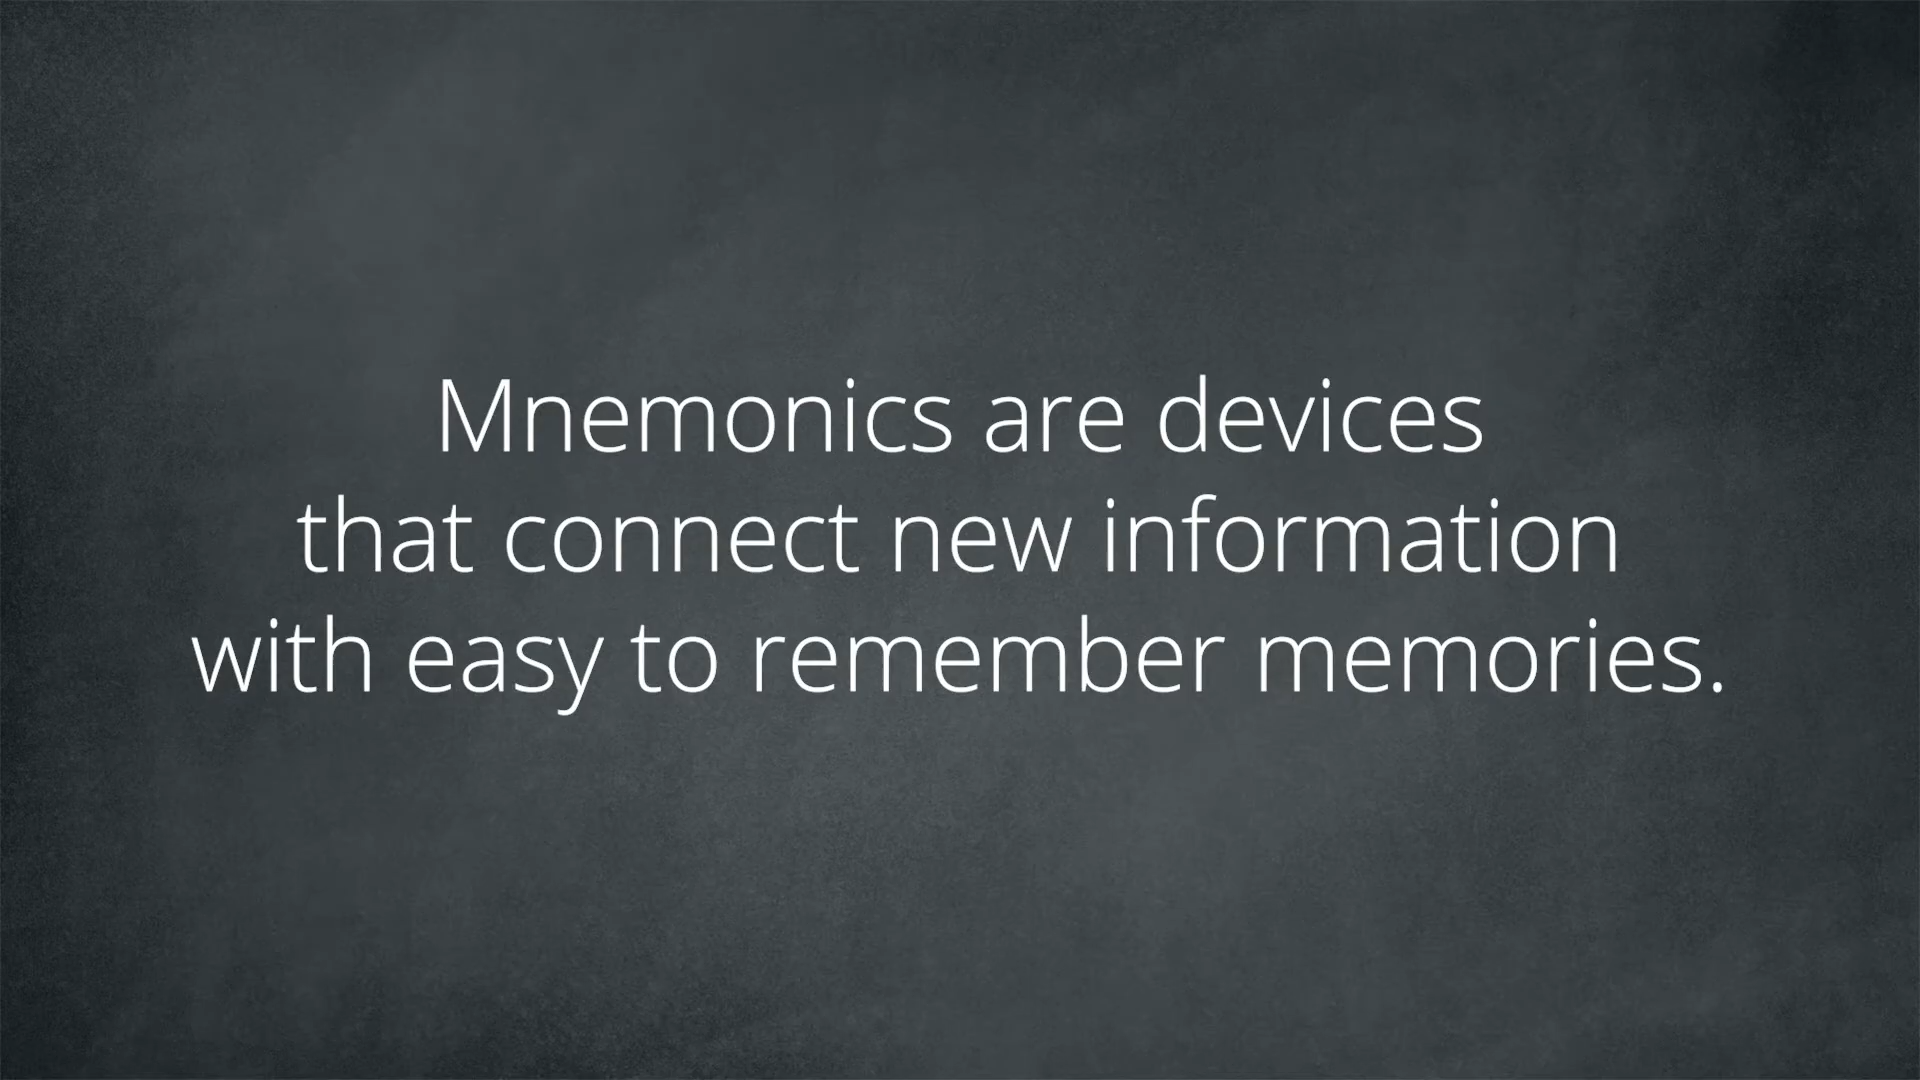 Mnemonics are devices
that connect new information
with easy to remember memories.